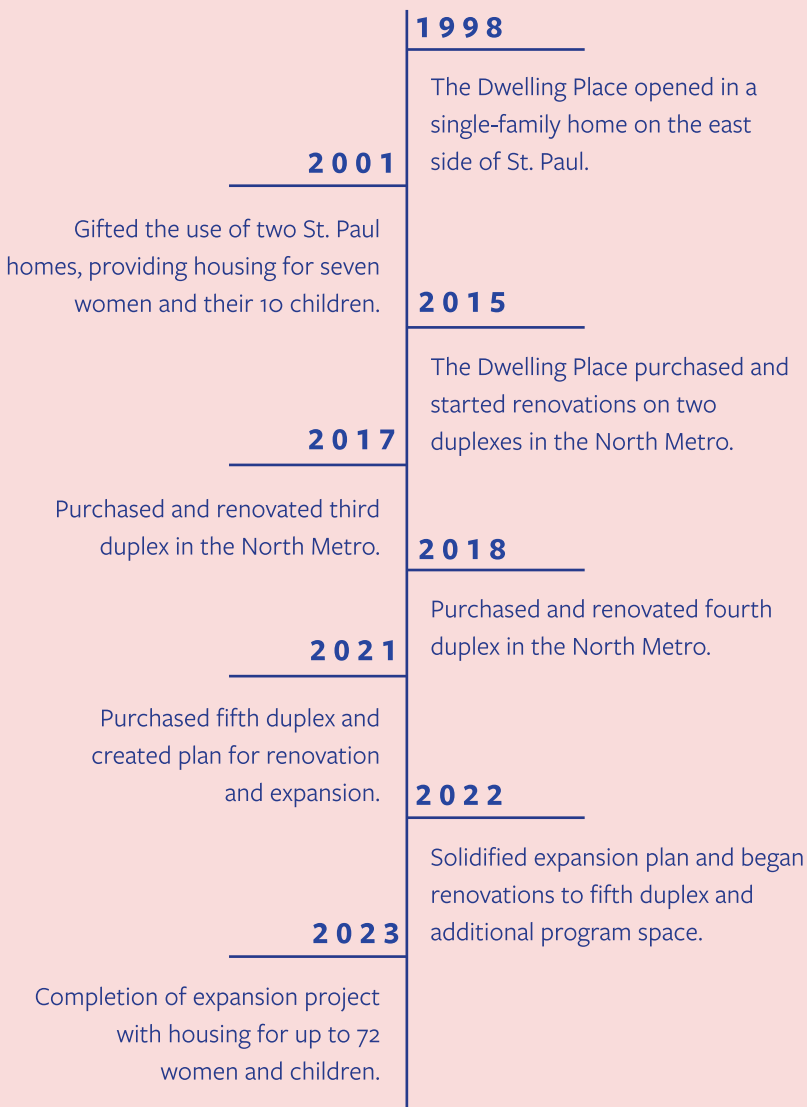 1998
The Dwelling Place opened in a
single-family home on the east
side of St. Paul.
2001
Gifted the use of two St. Paul
homes, providing housing for seven
women and their 10 children.
2015
The Dwelling Place purchased and
started renovations on two
duplexes in the North Metro.
2017
Purchased and renovated third
duplex in the North Metro.
2018
Purchased and renovated fourth
duplex in the North Metro.
2021
Purchased fifth duplex and
created plan for renovation
and expansion.
2022
Solidified expansion plan and began
renovations to fifth duplex and
additional program space.
2023
Completion of expansion project
with housing for up to 72
women and children.